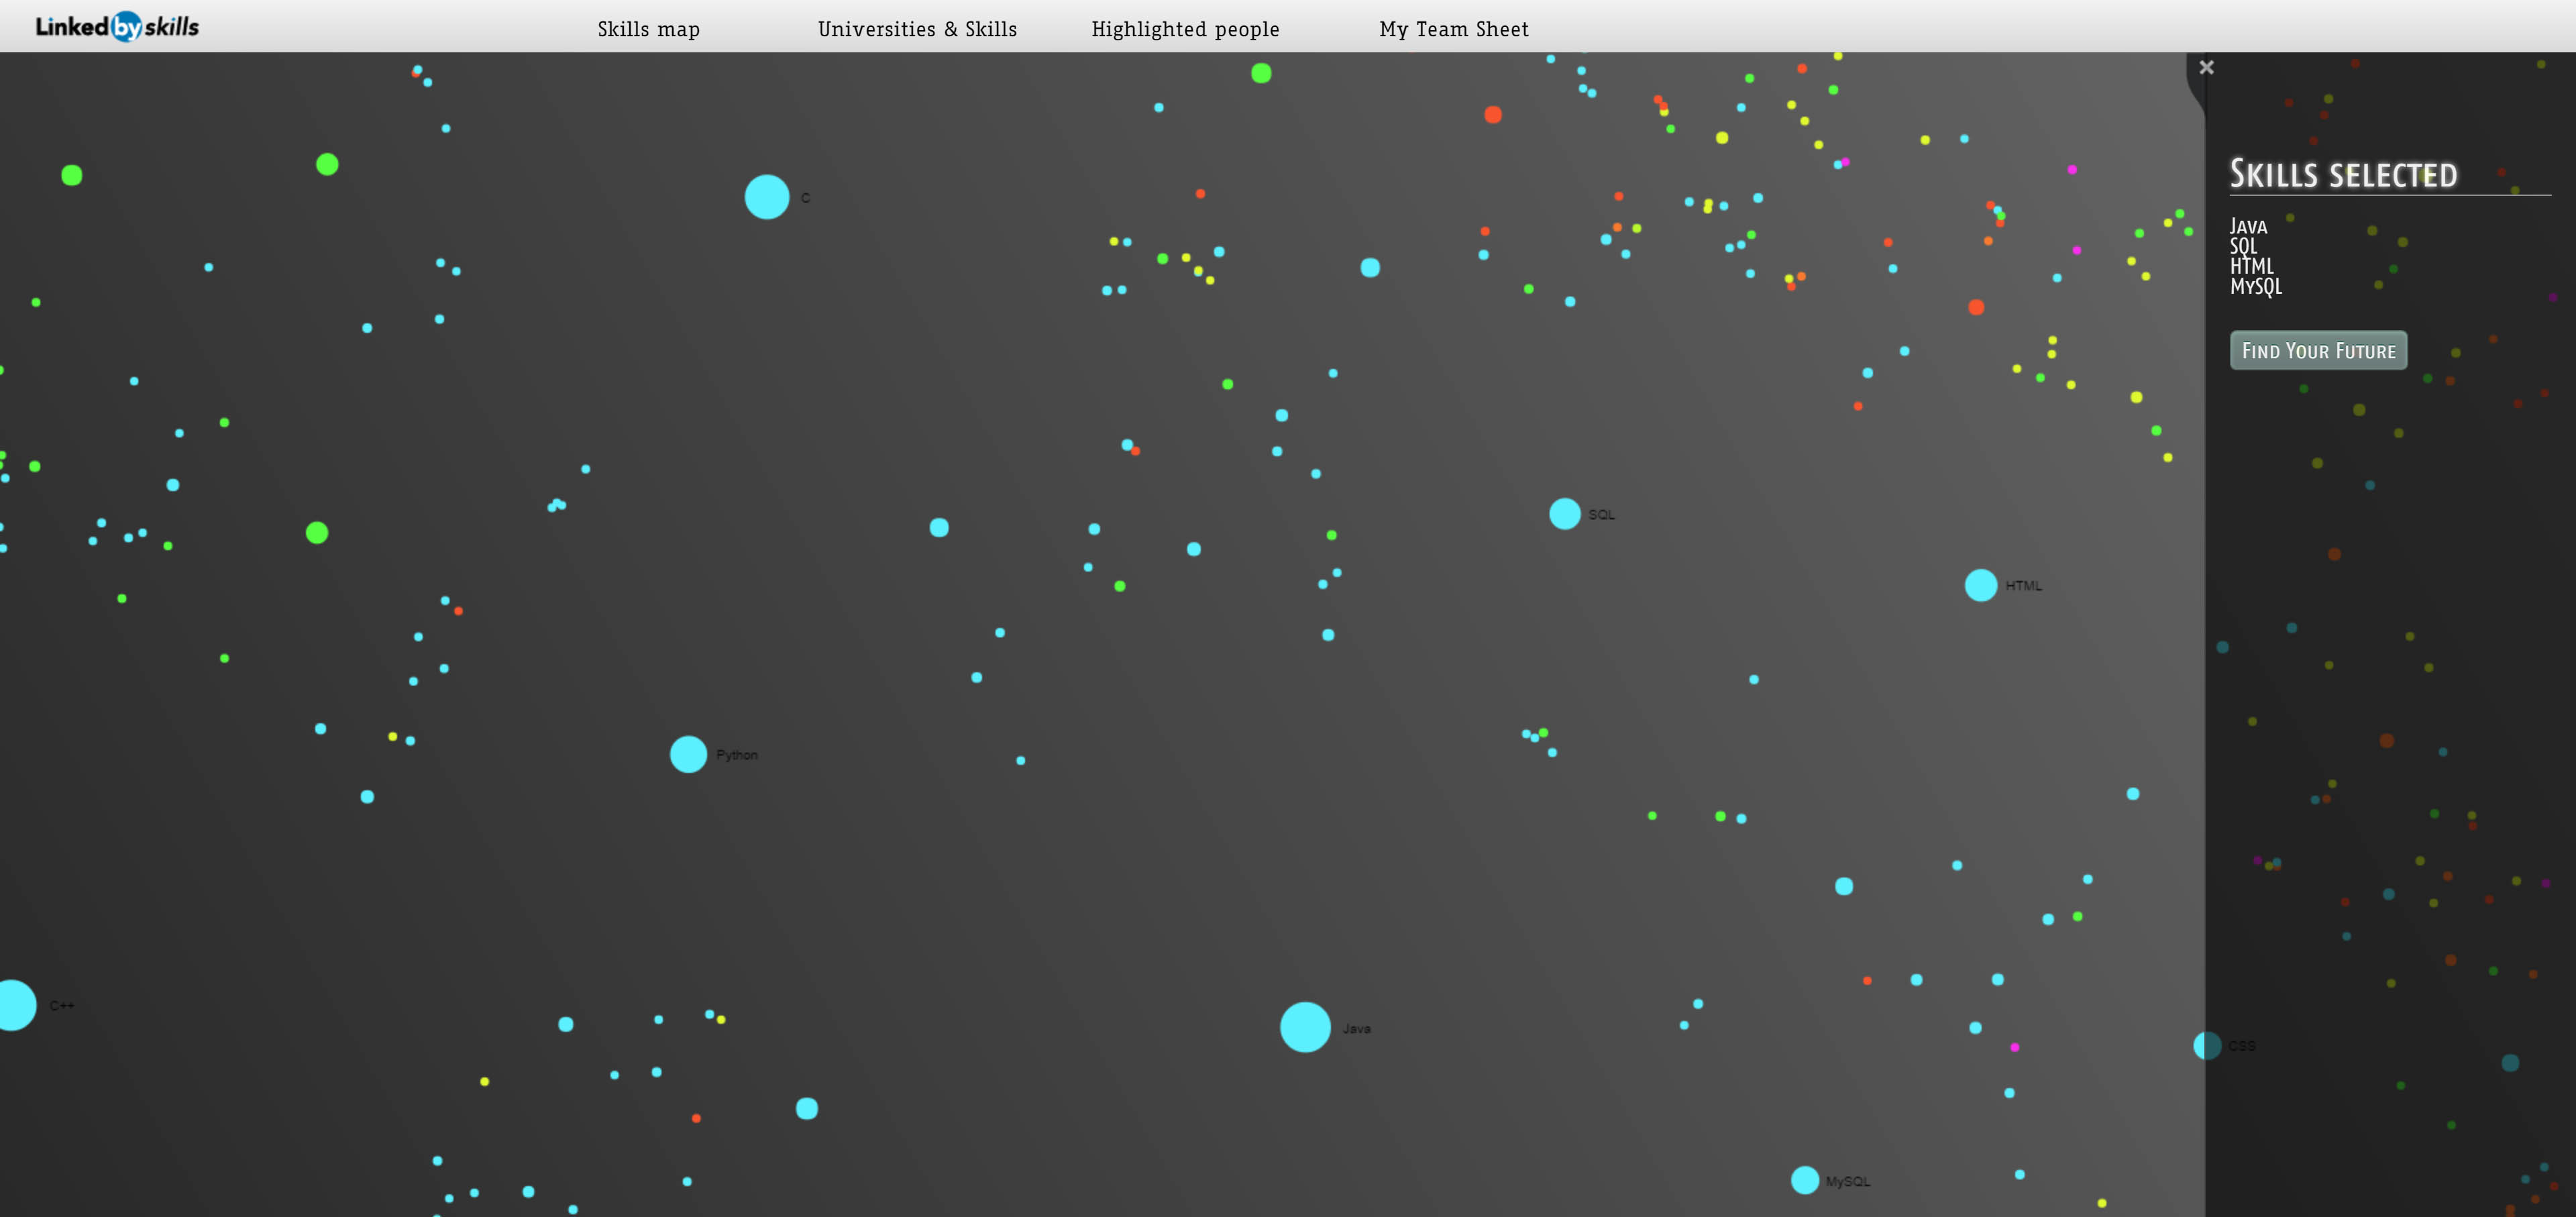 Linked by skills
Skills map
Universities & Skills
Highlighted people
My Team Sheet
×
Skills selected
Java
SQL
HTML
MySQL
Find Your Future
C
SQL
HTML
Python
C++
Java
CSS
MySQL